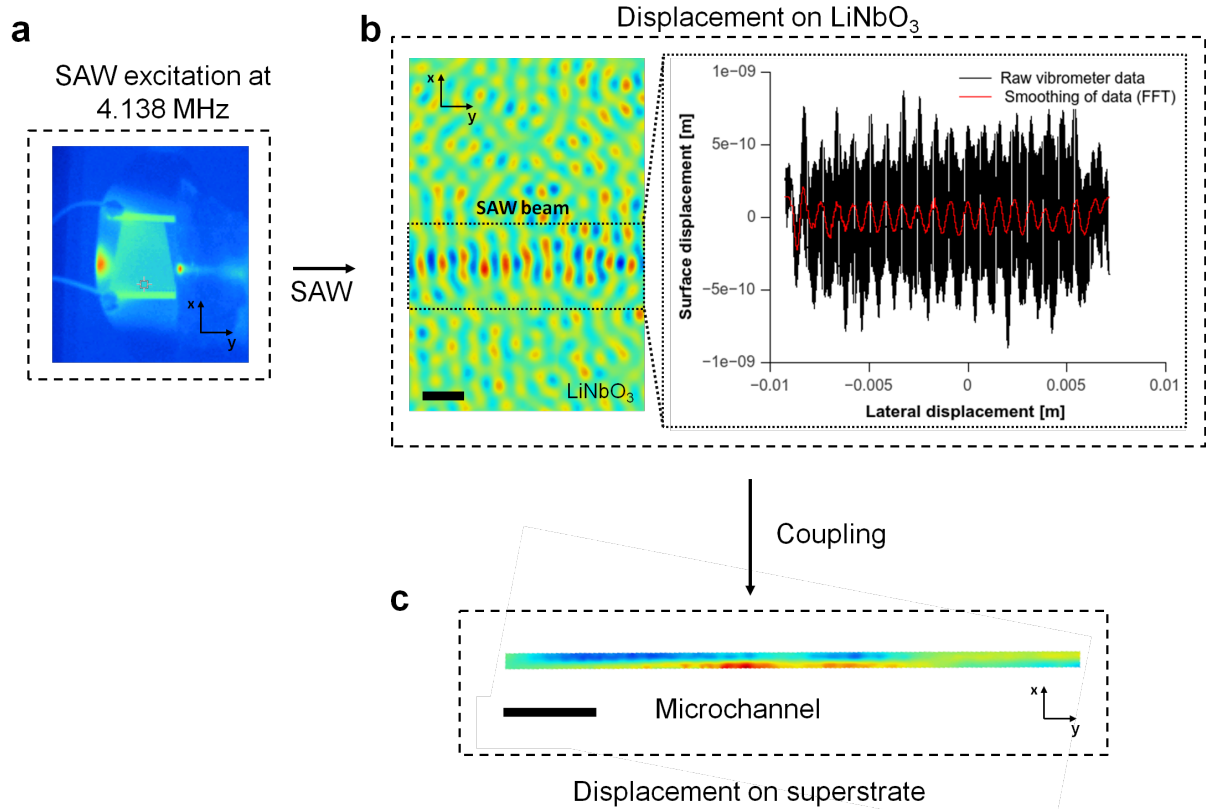 a
SAW excitation at
4.138 MHz
x
y
SAW
b
Displacement on LiNbO₃
x
y
SAW beam
LiNbO₃
Raw vibrometer data
Smoothing of data (FFT)
1e−09
5e−10
0
−5e−10
−1e−09
Surface displacement [m]
−0.01
−0.005
0
0.005
0.01
Lateral displacement [m]
Coupling
c
Microchannel
x
y
Displacement on superstrate